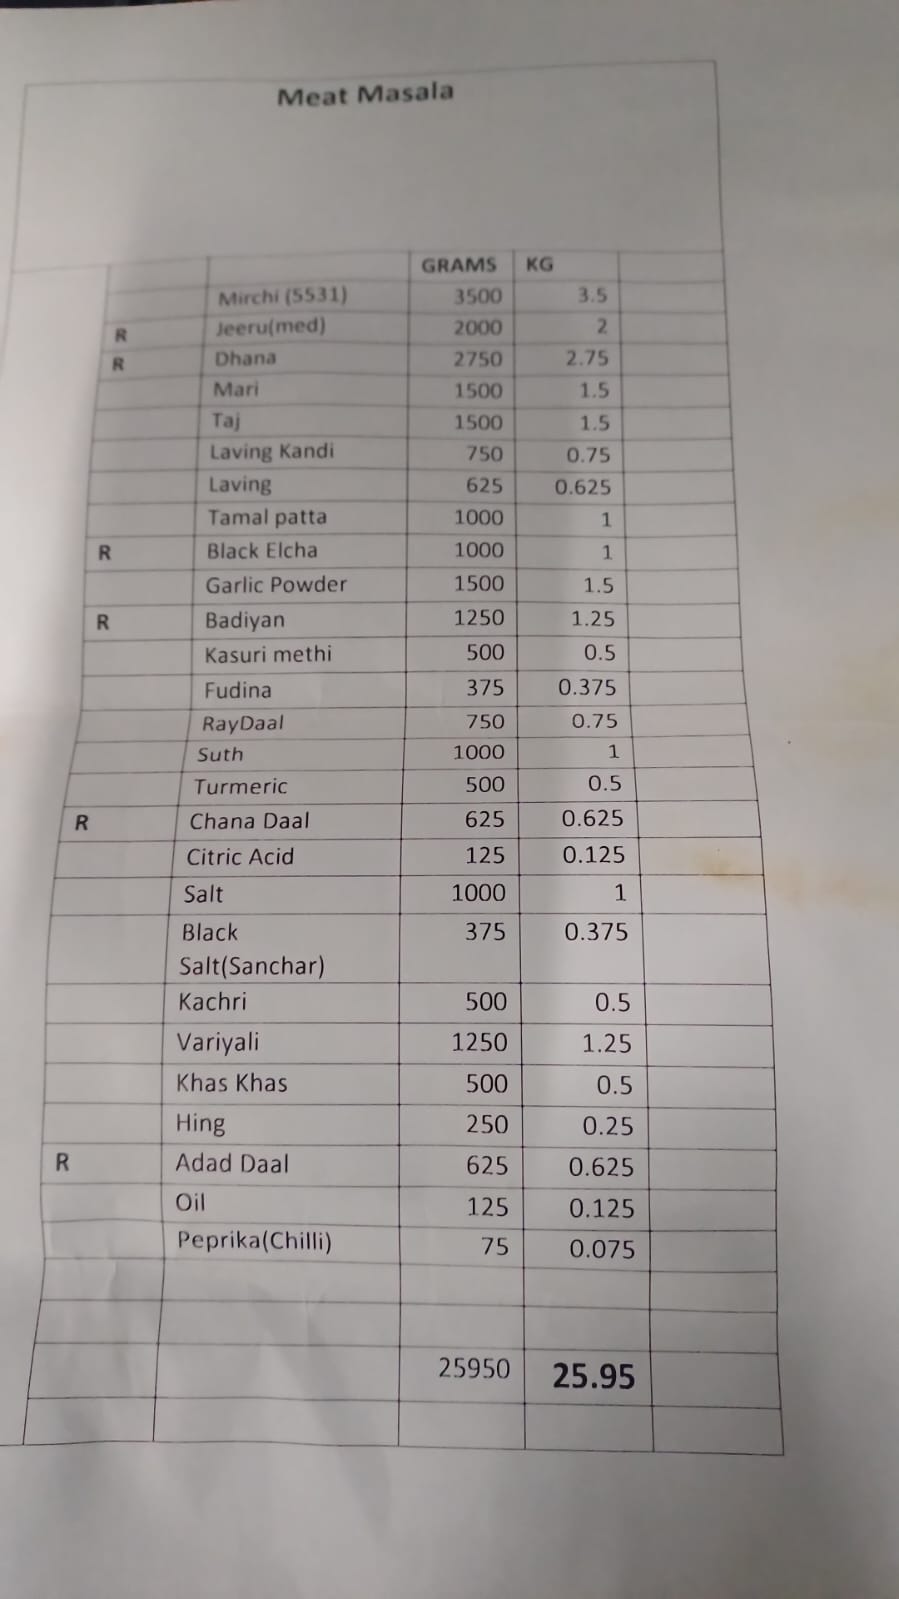 Meat Masala
GRAMS KG
Mirchi (5531) 3500 3.5
R Jeeru(med) 2000 2
R Dhana 2750 2.75
Mari 1500 1.5
Taj 1500 1.5
Laving Kandi 750 0.75
Laving 625 0.625
Tamal patta 1000 1
R Black Elcha 1000 1
Garlic Powder 1500 1.5
R Badiyan 1250 1.25
Kasuri methi 500 0.5
Fudina 375 0.375
RayDaal 750 0.75
Suth 1000 1
Turmeric 500 0.5
R Chana Daal 625 0.625
Citric Acid 125 0.125
Salt 1000 1
Black 375 0.375
Salt(Sanchar)
Kachri 500 0.5
Variyali 1250 1.25
Khas Khas 500 0.5
Hing 250 0.25
R Adad Daal 625 0.625
Oil 125 0.125
Peprika(Chilli) 75 0.075
25950 25.95